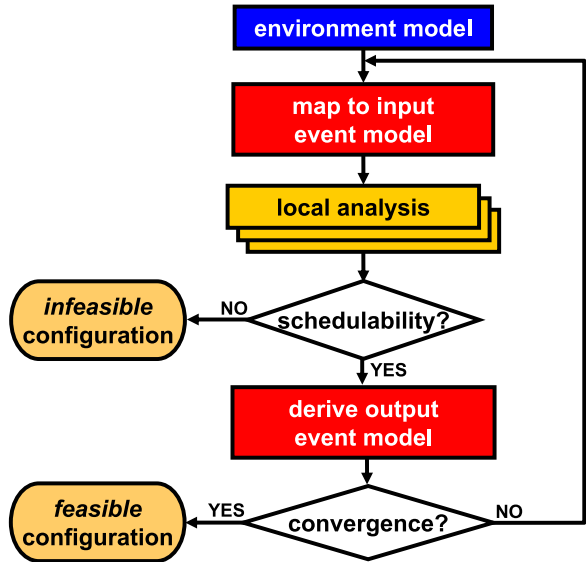 environment model
map to input
event model
local analysis
infeasible
configuration
NO
schedulability?
YES
derive output
event model
feasible
configuration
YES
convergence?
NO